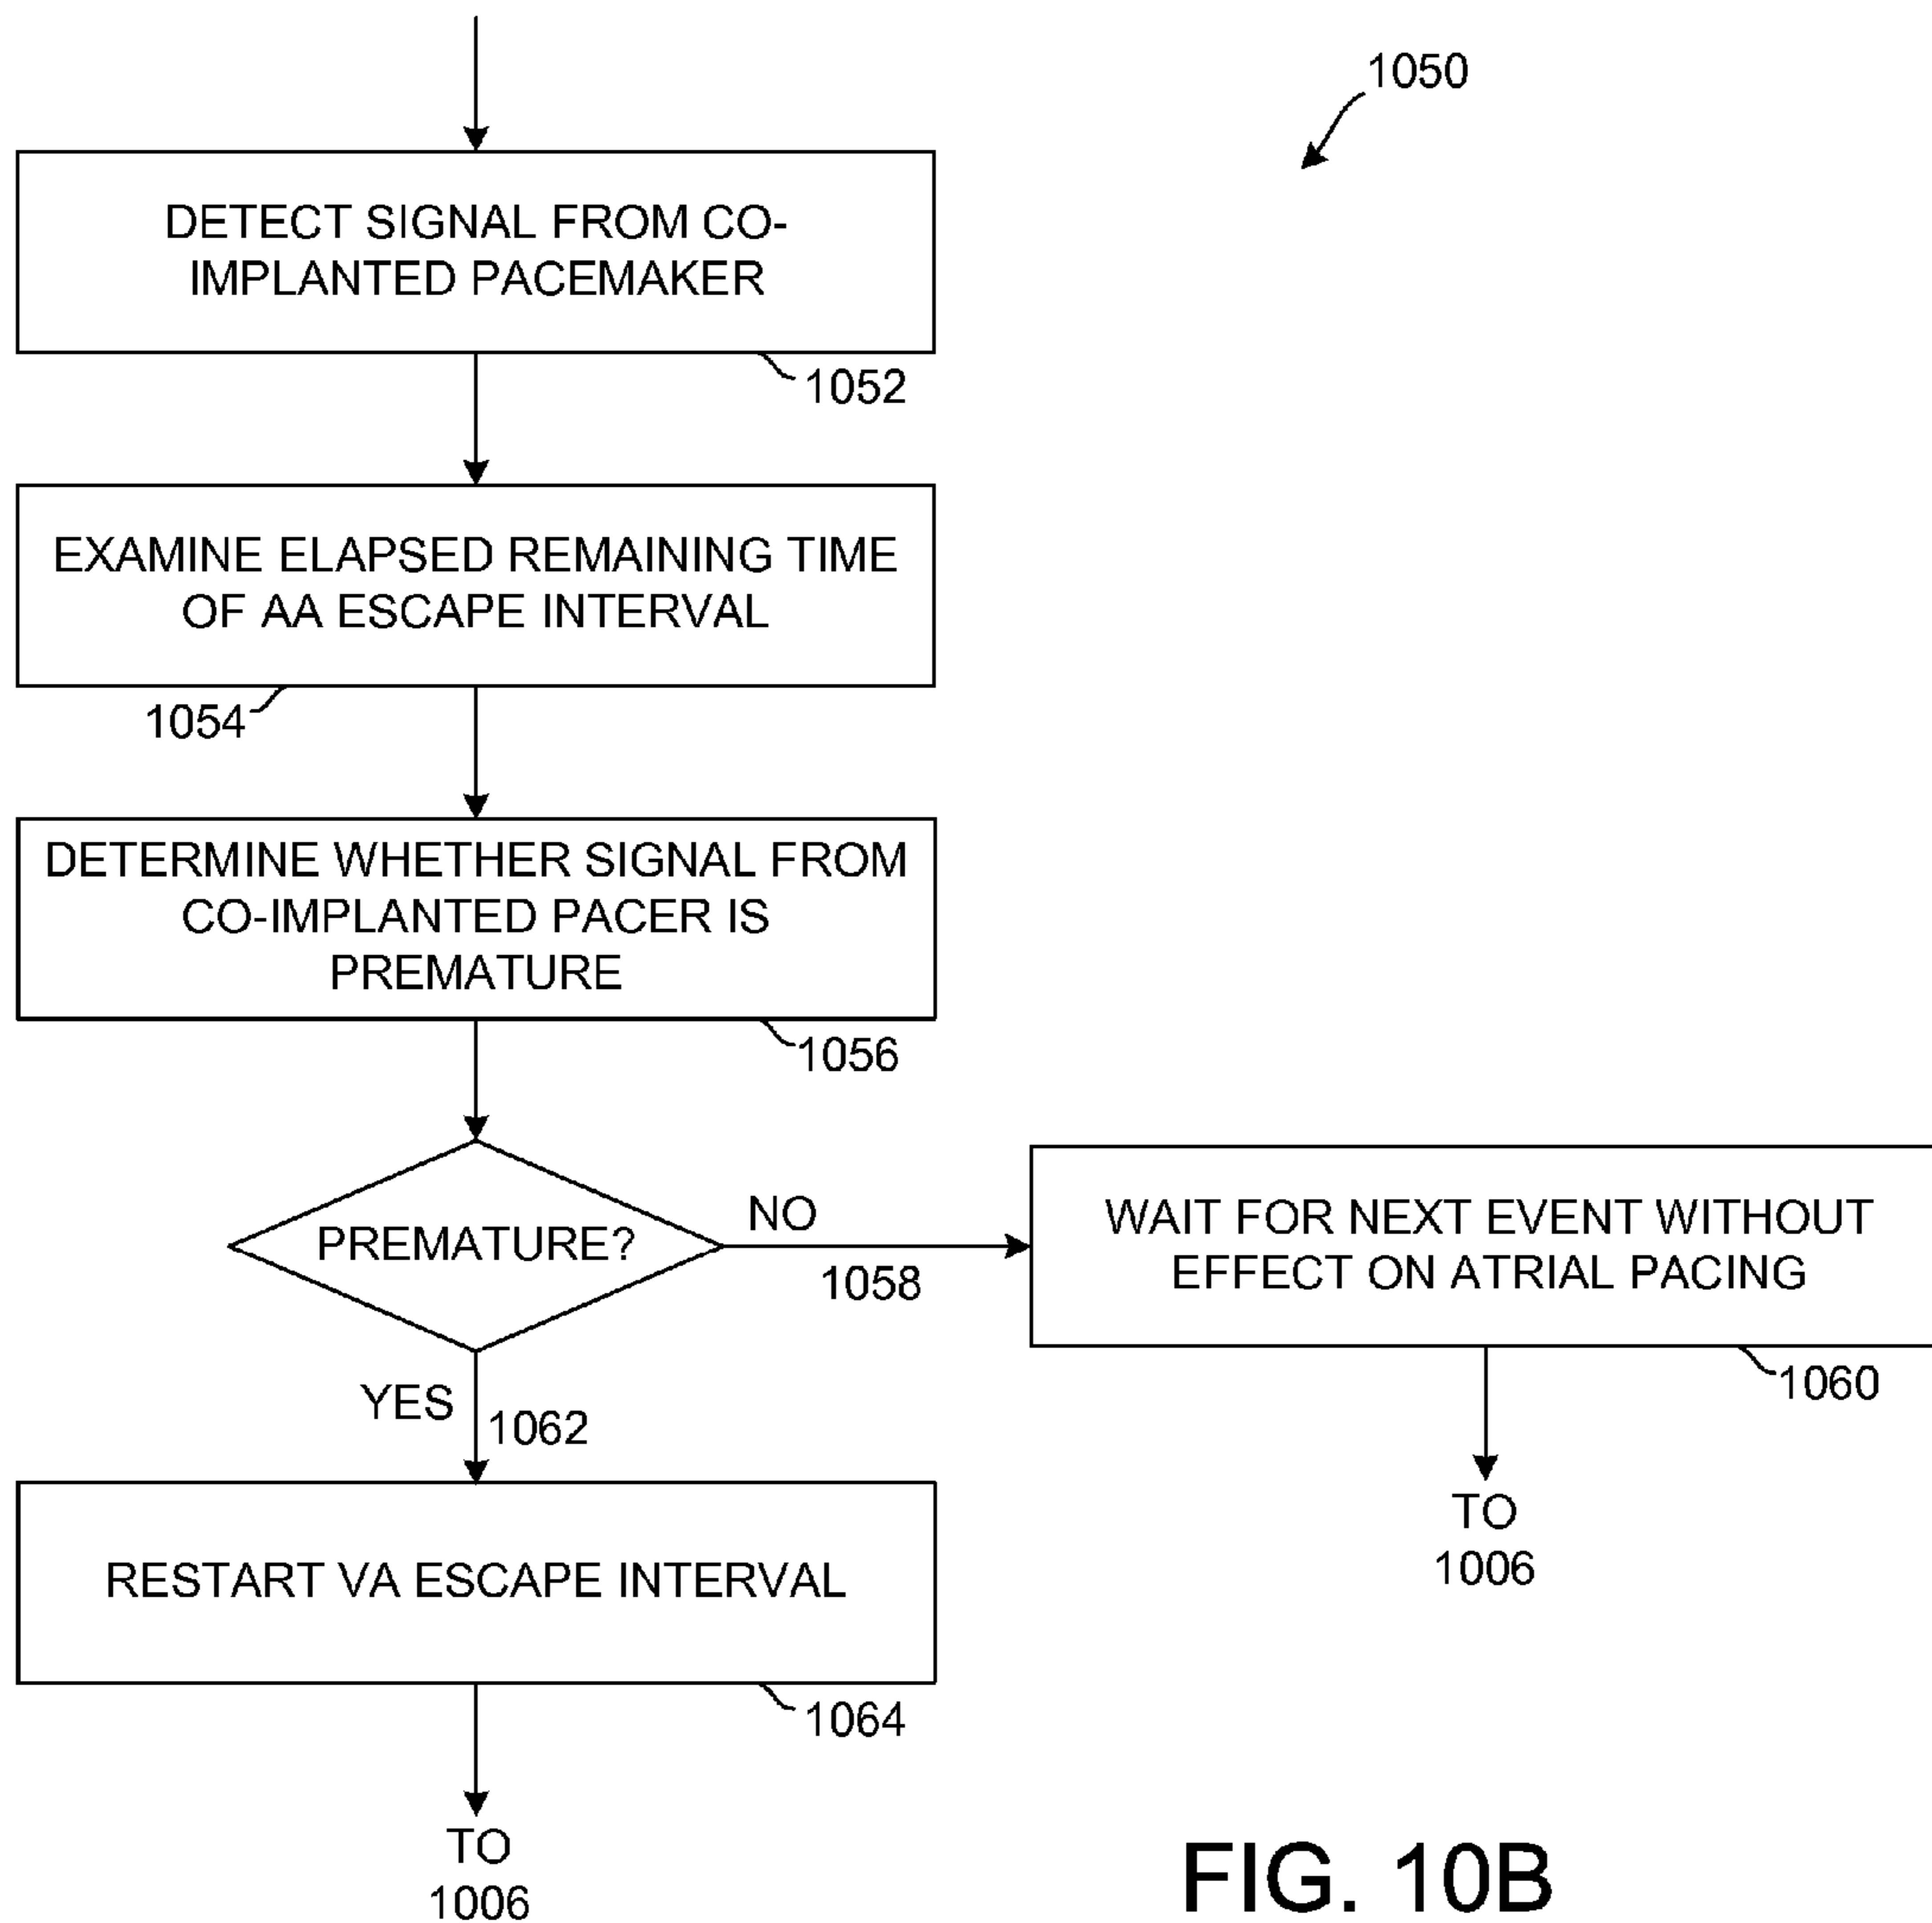 1050
DETECT SIGNAL FROM CO-
IMPLANTED PACEMAKER
1052
EXAMINE ELAPSED REMAINING TIME
OF AA ESCAPE INTERVAL
1054
DETERMINE WHETHER SIGNAL FROM
CO-IMPLANTED PACER IS
PREMATURE
1056
PREMATURE?
NO
1058
WAIT FOR NEXT EVENT WITHOUT
EFFECT ON ATRIAL PACING
1060
TO
1006
YES
1062
RESTART VA ESCAPE INTERVAL
1064
TO
1006
FIG. 10B